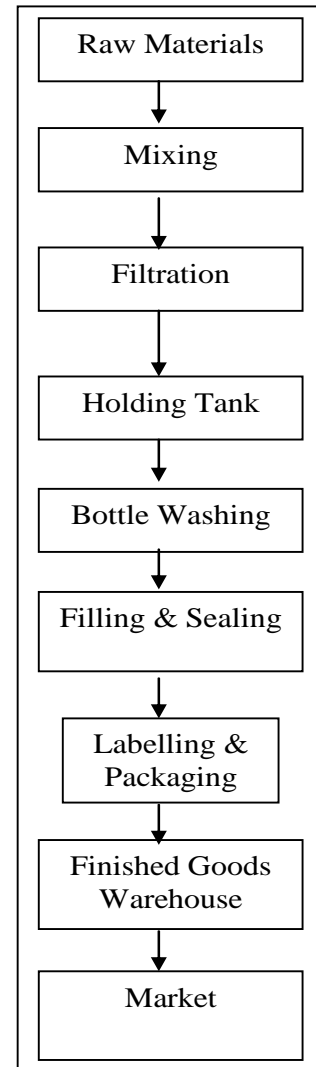 Raw Materials
Mixing
Filtration
Holding Tank
Bottle Washing
Filling & Sealing
Labelling &
Packaging
Finished Goods
Warehouse
Market